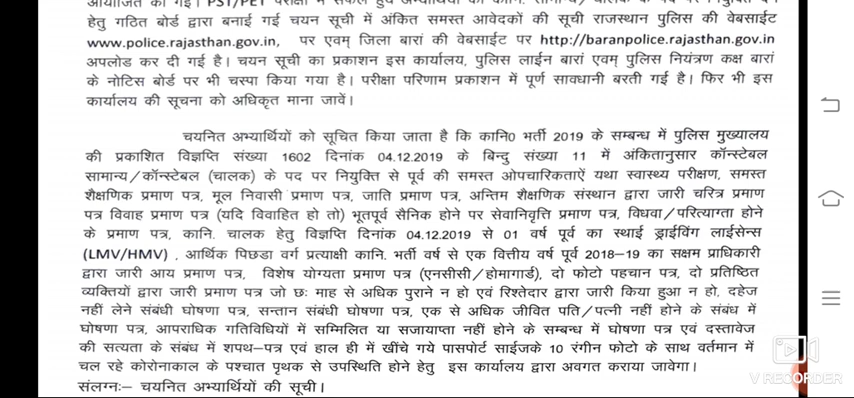 आयोजित की गई। PST/PET परीक्षा में सफल हुये अभ्यर्थियों की कानि. सामान्य/चालक के पद पर नियुक्ति देने
हेतु गठित बोर्ड द्वारा बनाई गई चयन सूची में अंकित समस्त आवेदकों की सूची राजस्थान पुलिस की वेबसाईट
www.police.rajasthan.gov.in, पर एवम् जिला बारां की वेबसाईट पर http://baranpolice.rajasthan.gov.in
अपलोड कर दी गई है। चयन सूची का प्रकाशन इस कार्यालय, पुलिस लाईन बारां एवम् पुलिस नियंत्रण कक्ष बारां
के नोटिस बोर्ड पर भी चस्पा किया गया है। परीक्षा परिणाम प्रकाशन में पूर्ण सावधानी बरती गई है। फिर भी इस
कार्यालय की सूचना को अधिकृत माना जावें।
चयनित अभ्यार्थियों को सूचित किया जाता है कि कानि0 भर्ती 2019 के सम्बन्ध में पुलिस मुख्यालय
की प्रकाशित विज्ञप्ति संख्या 1602 दिनांक 04.12.2019 के बिन्दु संख्या 11 में अंकितानुसार कॉन्स्टेबल
सामान्य/कॉन्स्टेबल (चालक) के पद पर नियुक्ति से पूर्व की समस्त ओपचारिकताऐं यथा स्वास्थ्य परीक्षण, समस्त
शैक्षणिक प्रमाण पत्र, मूल निवासी प्रमाण पत्र, जाति प्रमाण पत्र, अन्तिम शैक्षणिक संस्थान द्वारा जारी चरित्र प्रमाण
पत्र विवाह प्रमाण पत्र (यदि विवाहित हो तो) भूतपूर्व सैनिक होने पर सेवानिवृत्ति प्रमाण पत्र, विधवा/परित्याग्ता होने
के प्रमाण पत्र, कानि. चालक हेतु विज्ञप्ति दिनांक 04.12.2019 से 01 वर्ष पूर्व का स्थाई ड्राईविंग लाईसेन्स
(LMV/HMV) , आर्थिक पिछडा वर्ग प्रत्याक्षी कानि. भर्ती वर्ष से एक वित्तीय वर्ष पूर्व 2018-19 का सक्षम प्राधिकारी
द्वारा जारी आय प्रमाण पत्र, विशेष योग्यता प्रमाण पत्र (एनसीसी/होमागार्ड), दो फोटो पहचान पत्र, दो प्रतिष्ठित
व्यक्तियों द्वारा जारी प्रमाण पत्र जो छः माह से अधिक पुराने न हो एवं रिश्तेदार द्वारा जारी किया हुआ न हो, दहेज
नहीं लेने संबंधी घोषणा पत्र, सन्तान संबंधी घोषणा पत्र, एक से अधिक जीवित पति/पत्नी नहीं होने के संबंध में
घोषणा पत्र, आपराधिक गतिविधियों में सम्मिलित या सजायाप्ता नहीं होने के सम्बन्ध में घोषणा पत्र एवं दस्तावेज
की सत्यता के संबंध में शपथ-पत्र एवं हाल ही में खींचे गये पासपोर्ट साईजके 10 रंगीन फोटो के साथ वर्तमान में
चल रहे कोरोनाकाल के पश्चात पृथक से उपस्थिति होने हेतु इस कार्यालय द्वारा अवगत कराया जावेगा।
संलग्नः- चयनित अभ्यार्थियों की सूची।
V RECORDER